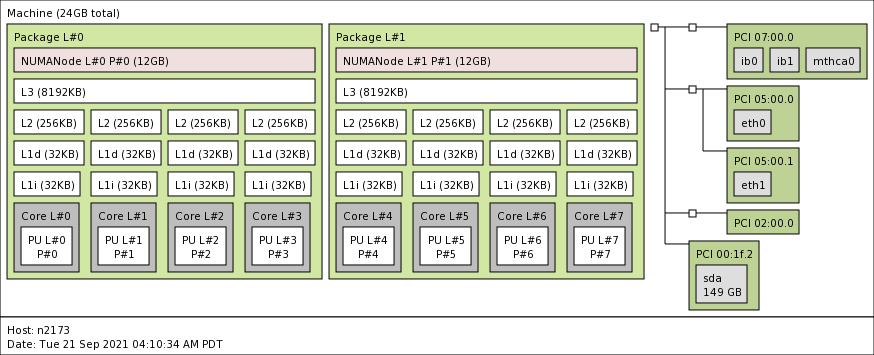 Machine (24GB total)
Package L#0
NUMANode L#0 P#0 (12GB)
L3 (8192KB)
L2 (256KB) L2 (256KB) L2 (256KB) L2 (256KB)
L1d (32KB) L1d (32KB) L1d (32KB) L1d (32KB)
L1i (32KB) L1i (32KB) L1i (32KB) L1i (32KB)
Core L#0 Core L#1 Core L#2 Core L#3
PU L#0 PU L#1 PU L#2 PU L#3
P#0 P#1 P#2 P#3
Package L#1
NUMANode L#1 P#1 (12GB)
L3 (8192KB)
L2 (256KB) L2 (256KB) L2 (256KB) L2 (256KB)
L1d (32KB) L1d (32KB) L1d (32KB) L1d (32KB)
L1i (32KB) L1i (32KB) L1i (32KB) L1i (32KB)
Core L#4 Core L#5 Core L#6 Core L#7
PU L#4 PU L#5 PU L#6 PU L#7
P#4 P#5 P#6 P#7
PCI 07:00.0
ib0 ib1 mthca0
PCI 05:00.0
eth0
PCI 05:00.1
eth1
PCI 02:00.0
PCI 00:1f.2
sda
149 GB
Host: n2173
Date: Tue 21 Sep 2021 04:10:34 AM PDT